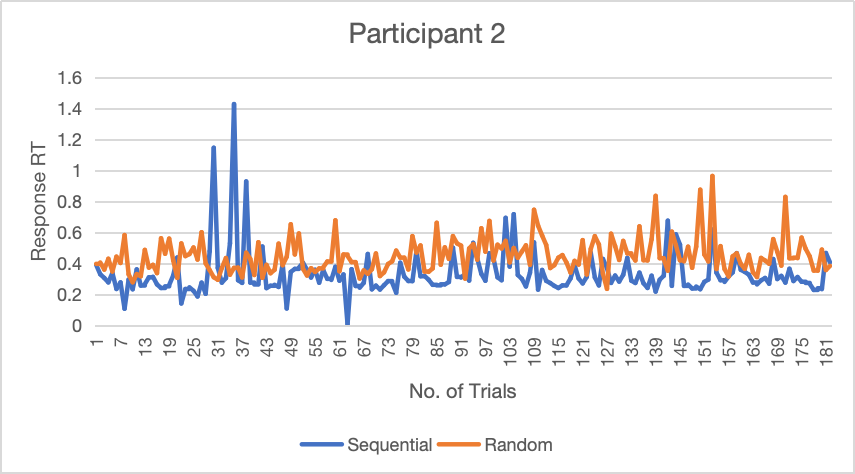 Participant 2
1.6
1.4
1.2
1
0.8
0.6
0.4
0.2
0
Response RT
1 7 13 19 25 31 37 43 49 55 61 67 73 79 85 91 97 103 109 115 121 127 133 139 145 151 157 163 169 175 181
No. of Trials
Sequential Random